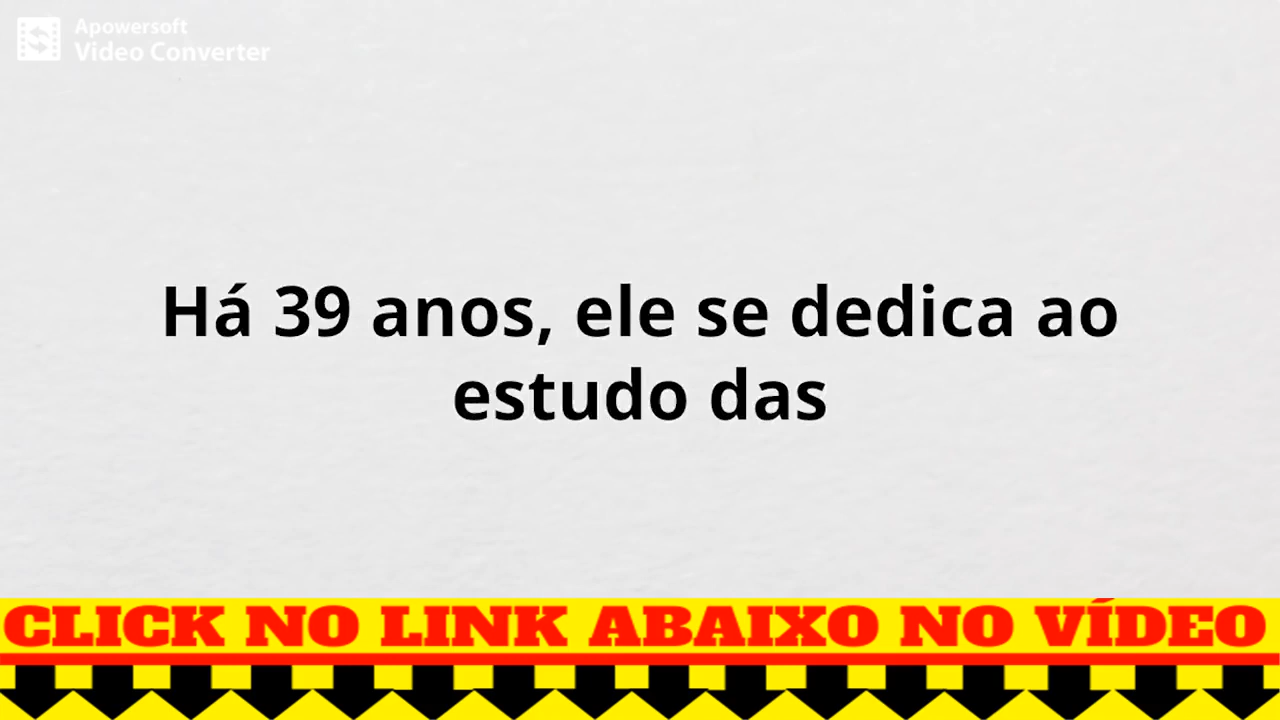 Apowersoft
Video Converter
Há 39 anos, ele se dedica ao
estudo das
CLICK NO LINK ABAIXO NO VÍDEO